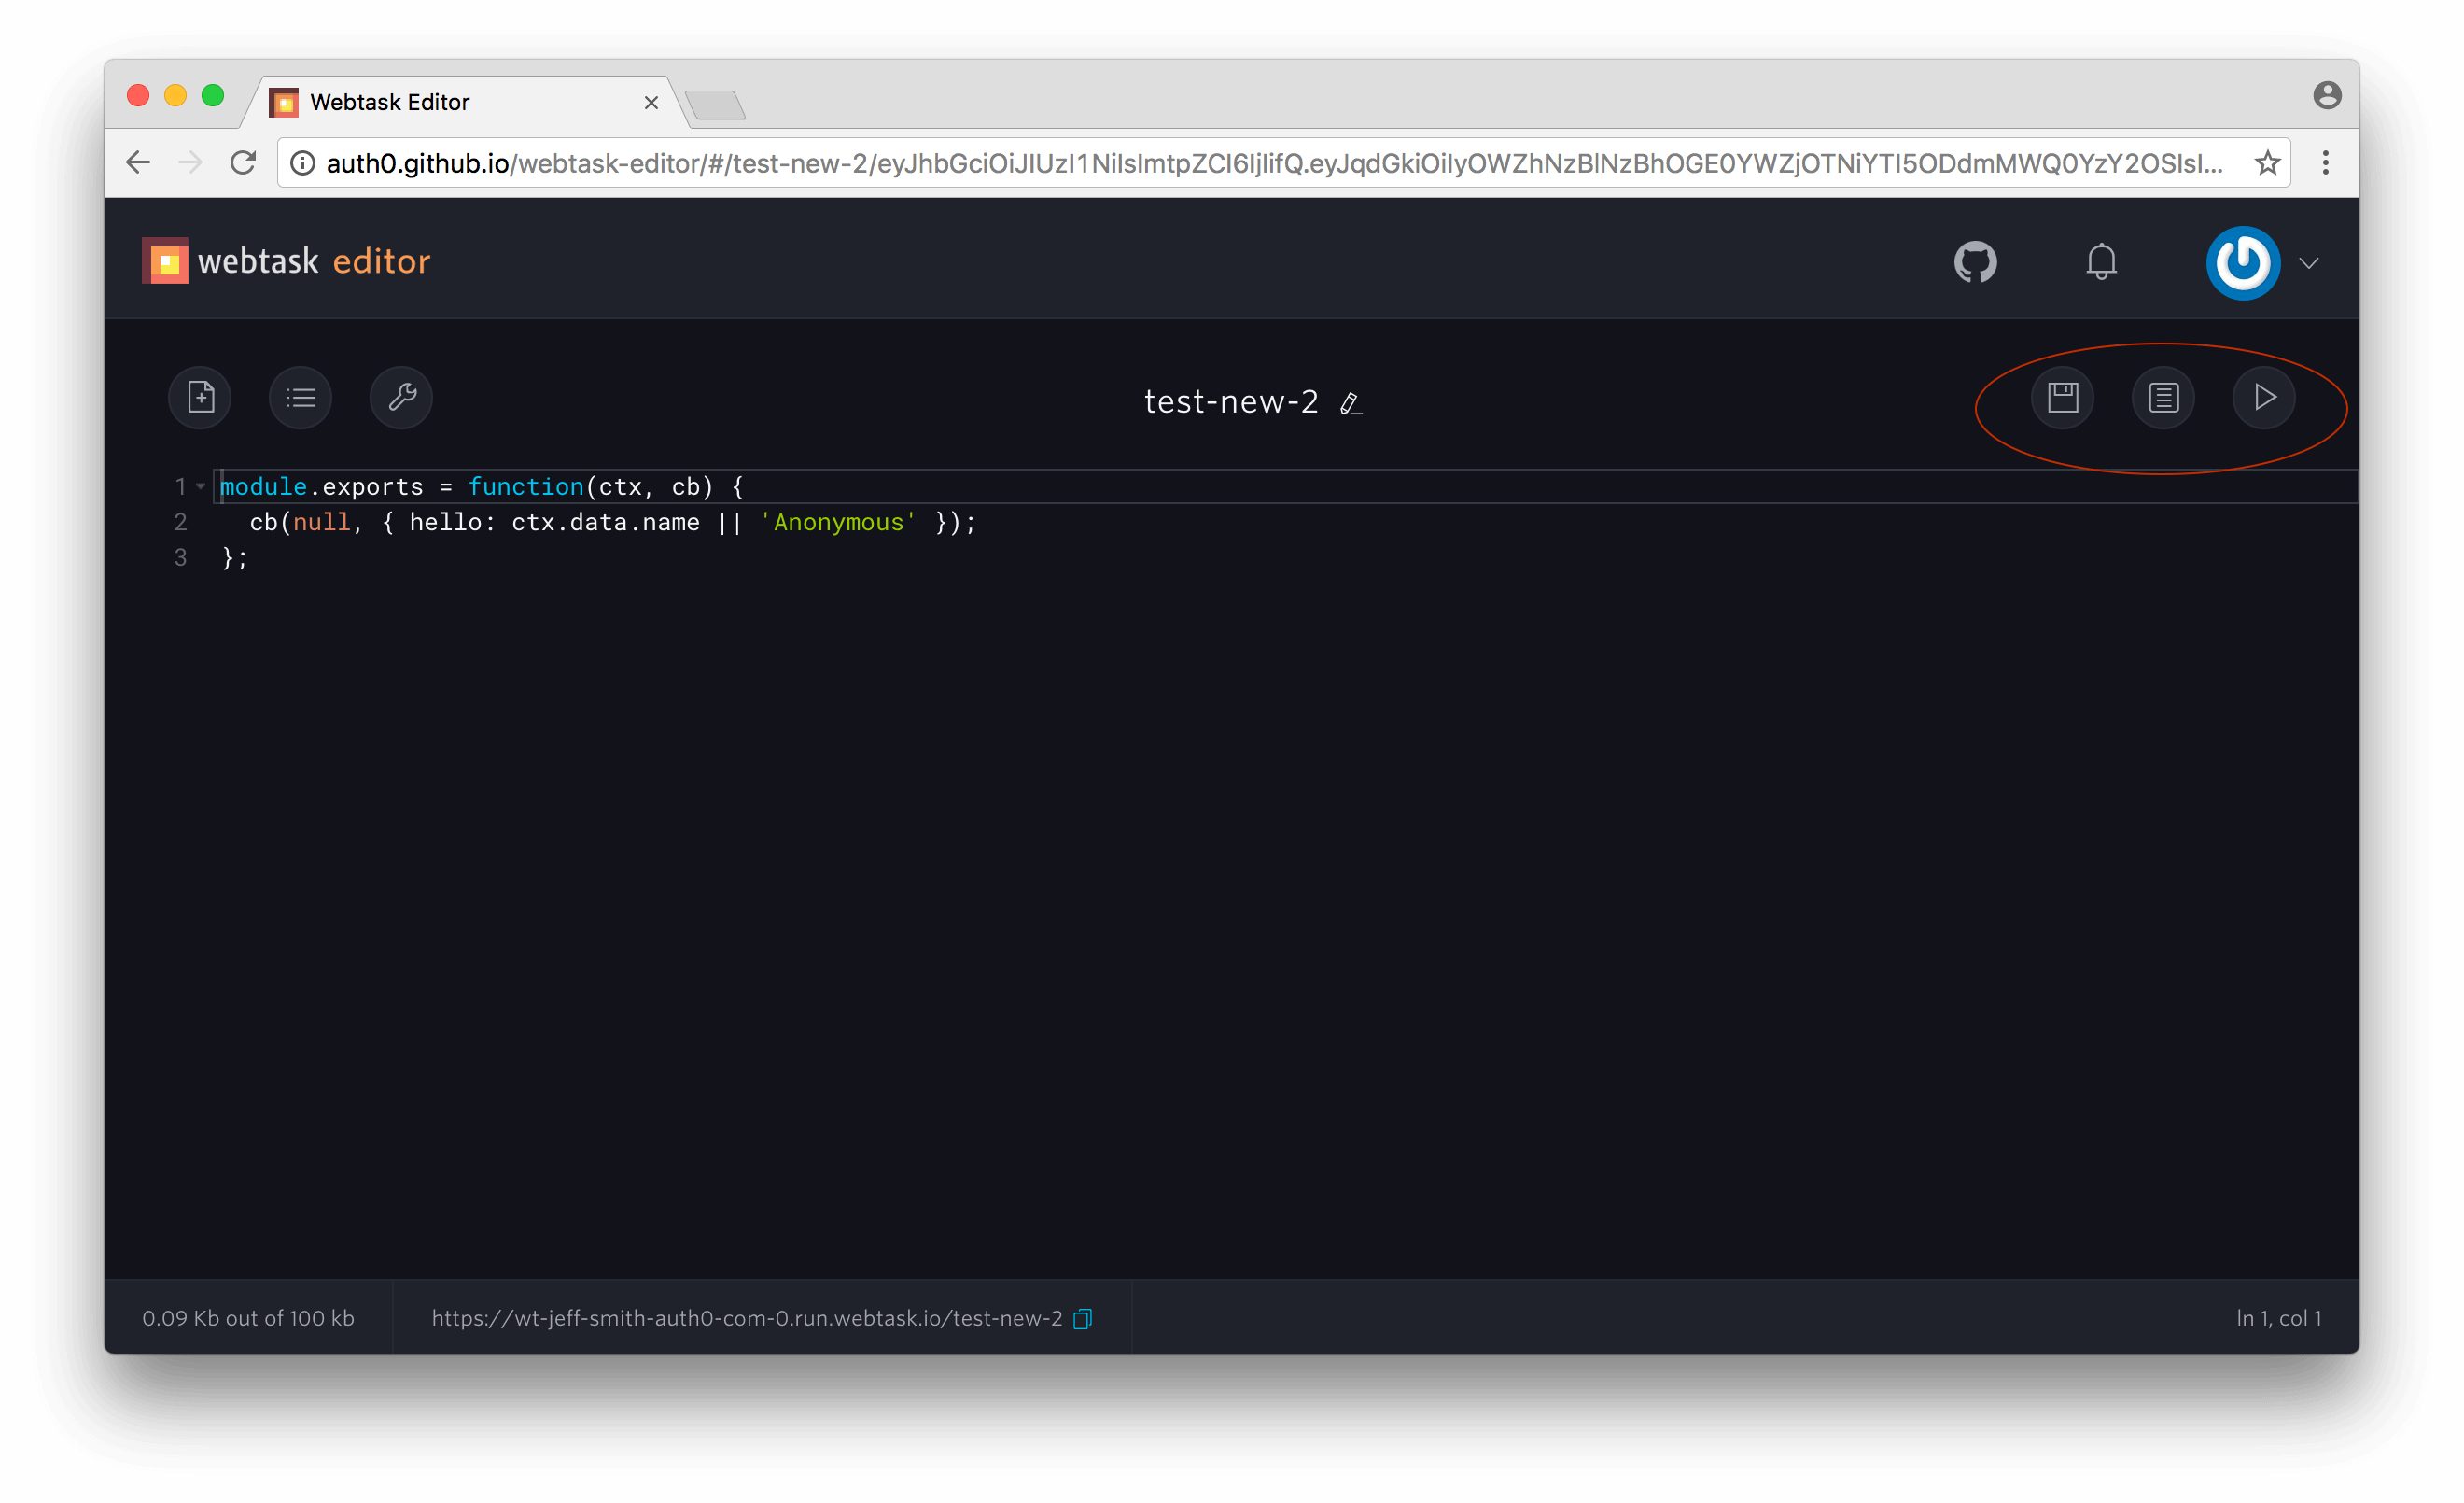 Webtask Editor
auth0.github.io/webtask-editor/#/test-new-2/eyJhbGciOiJIUzI1NiIsImtpZCI6IjIifQ.eyJqdGkiOiIyOWZhNzBlNzBhOGE0YWZjOTNiYTI5ODdmMWQ0YzY2OSIsI...
webtask editor
test-new-2
1 module.exports = function(ctx, cb) {
2 cb(null, { hello: ctx.data.name || 'Anonymous' });
3 };
0.09 Kb out of 100 kb
https://wt-jeff-smith-auth0-com-0.run.webtask.io/test-new-2
ln 1, col 1